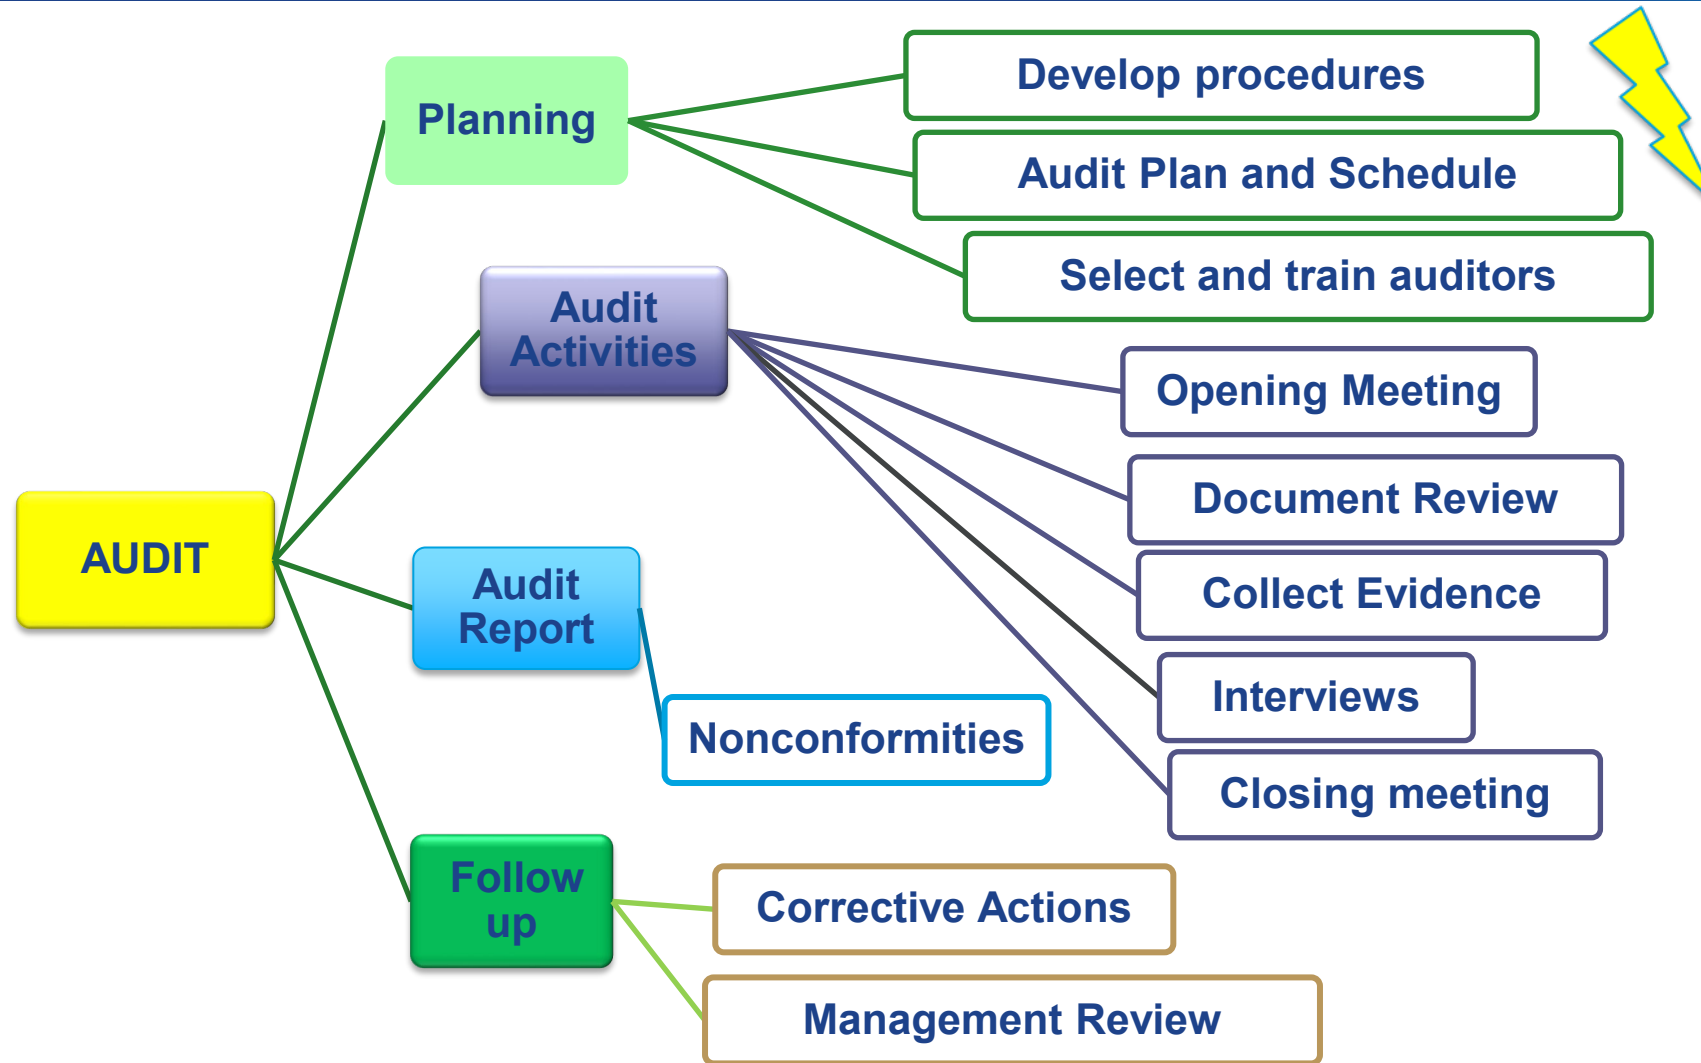 Planning
Develop procedures
Audit Plan and Schedule
Select and train auditors
Audit
Activities
Opening Meeting
Document Review
Collect Evidence
Interviews
Closing meeting
AUDIT
Audit
Report
Nonconformities
Follow
up
Corrective Actions
Management Review